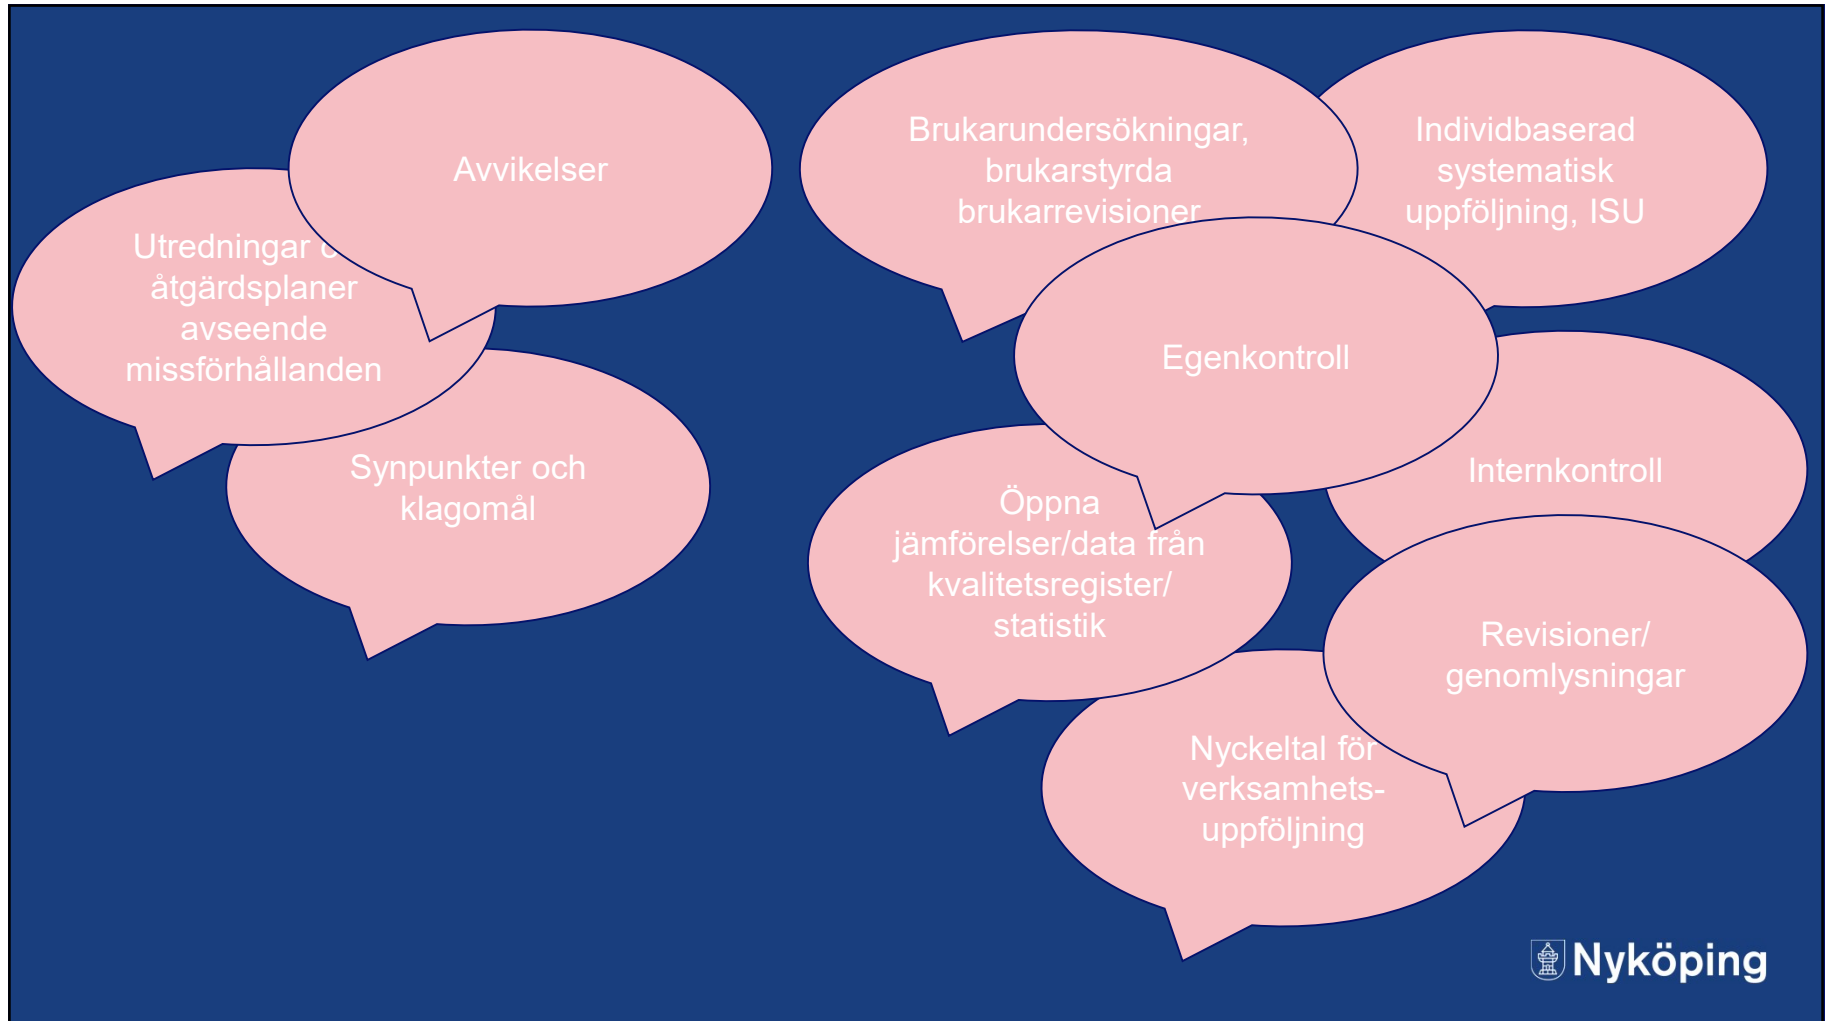 Avvikelser
Utredningar
åtgärdsplaner
avseende
missförhållanden
Synpunkter och
klagomål
Brukarundersökningar,
brukarstyrda
brukarrevisioner
Individbaserad
systematisk
uppföljning, ISU
Egenkontroll
Internkontroll
Öppna
jämförelser/data från
kvalitetsregister/
statistik
Revisioner/
genomlysningar
Nyckeltal för
verksamhets-
uppföljning
Nyköping